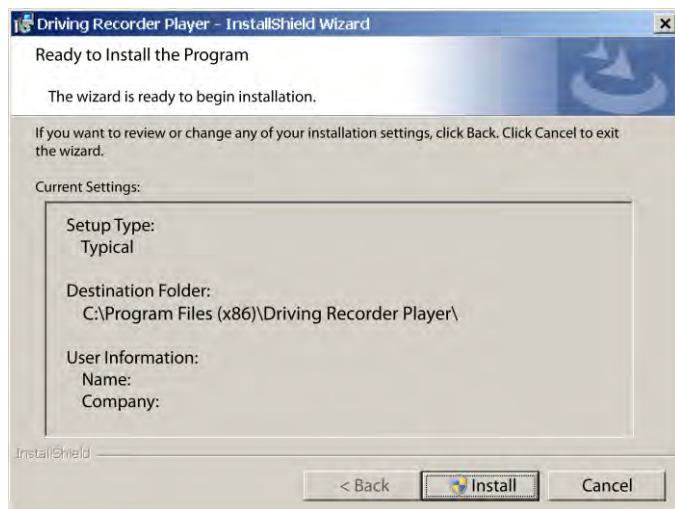 Driving Recorder Player - InstallShield Wizard
Ready to Install the Program
The wizard is ready to begin installation.
If you want to review or change any of your installation settings, click Back. Click Cancel to exit
the wizard.
Current Settings:
Setup Type:
Typical
Destination Folder:
C:\Program Files (x86)\Driving Recorder Player\
User Information:
Name:
Company:
InstallShield
< Back
Install
Cancel